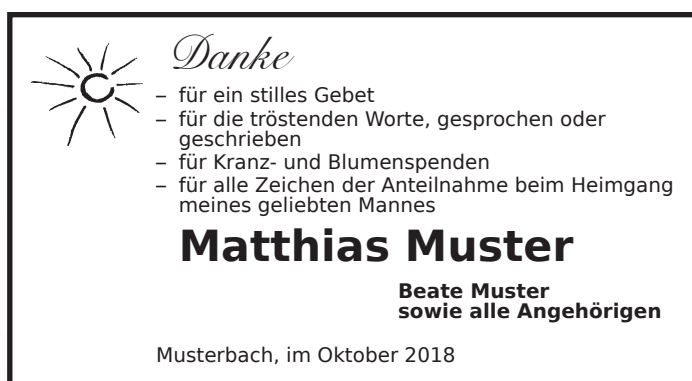 Danke
– für ein stilles Gebet
– für die tröstenden Worte, gesprochen oder
geschrieben
– für Kranz- und Blumenspenden
– für alle Zeichen der Anteilnahme beim Heimgang
meines geliebten Mannes
Matthias Muster
Beate Muster
sowie alle Angehörigen
Musterbach, im Oktober 2018